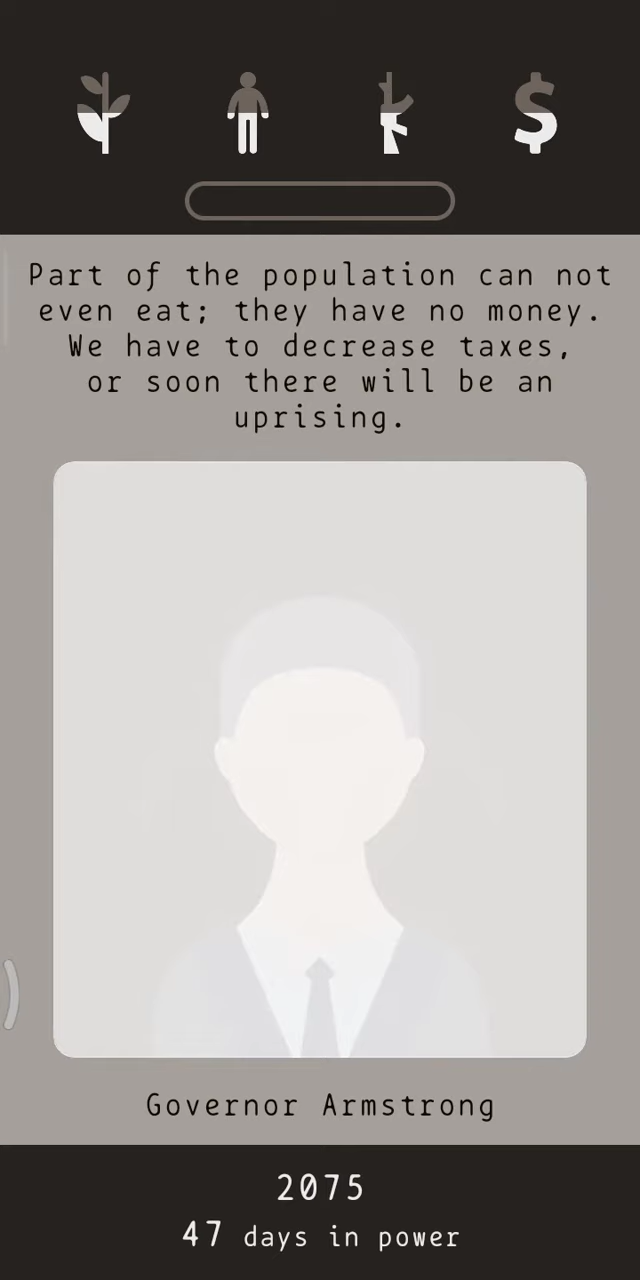 Part of the population can not
even eat; they have no money.
We have to decrease taxes,
or soon there will be an
uprising.
Governor Armstrong
2075
47 days in power